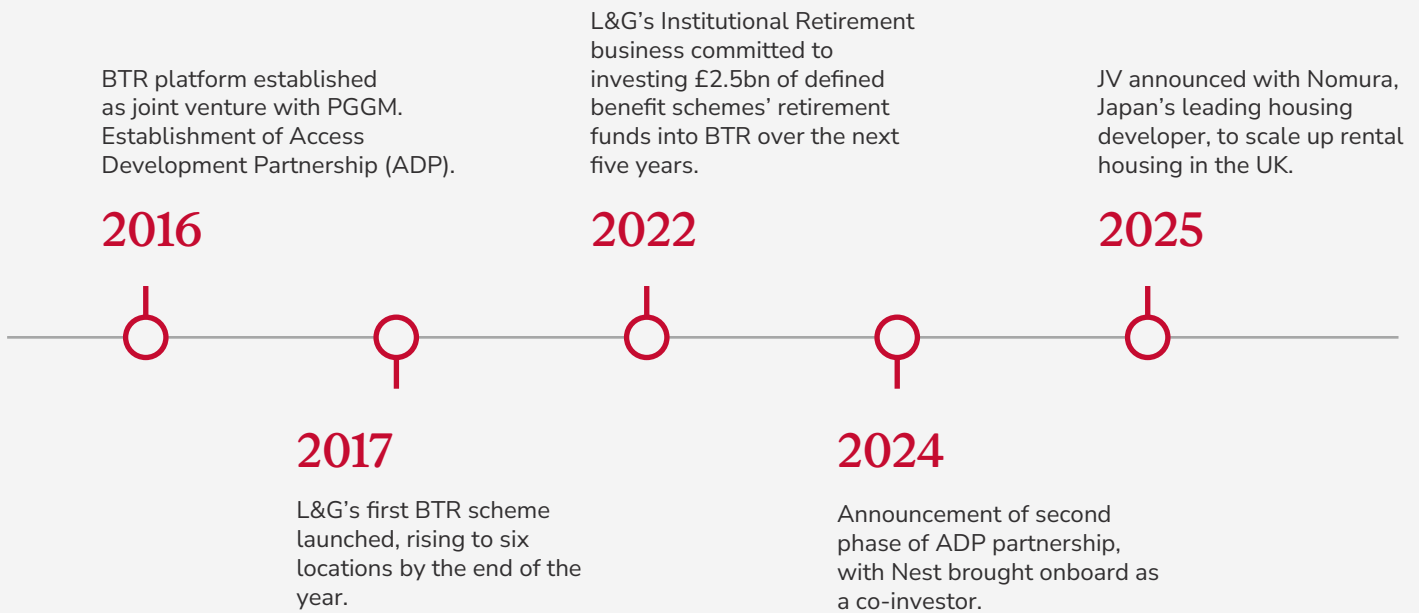 BTR platform established
as joint venture with PGGM.
Establishment of Access
Development Partnership (ADP).
2016
L&G’s first BTR scheme
launched, rising to six
locations by the end of the
year.
2017
L&G’s Institutional Retirement
business committed to
investing £2.5bn of defined
benefit schemes’ retirement
funds into BTR over the next
five years.
2022
2024
Announcement of second
phase of ADP partnership,
with Nest brought onboard as
a co-investor.
JV announced with Nomura,
Japan’s leading housing
developer, to scale up rental
housing in the UK.
2025